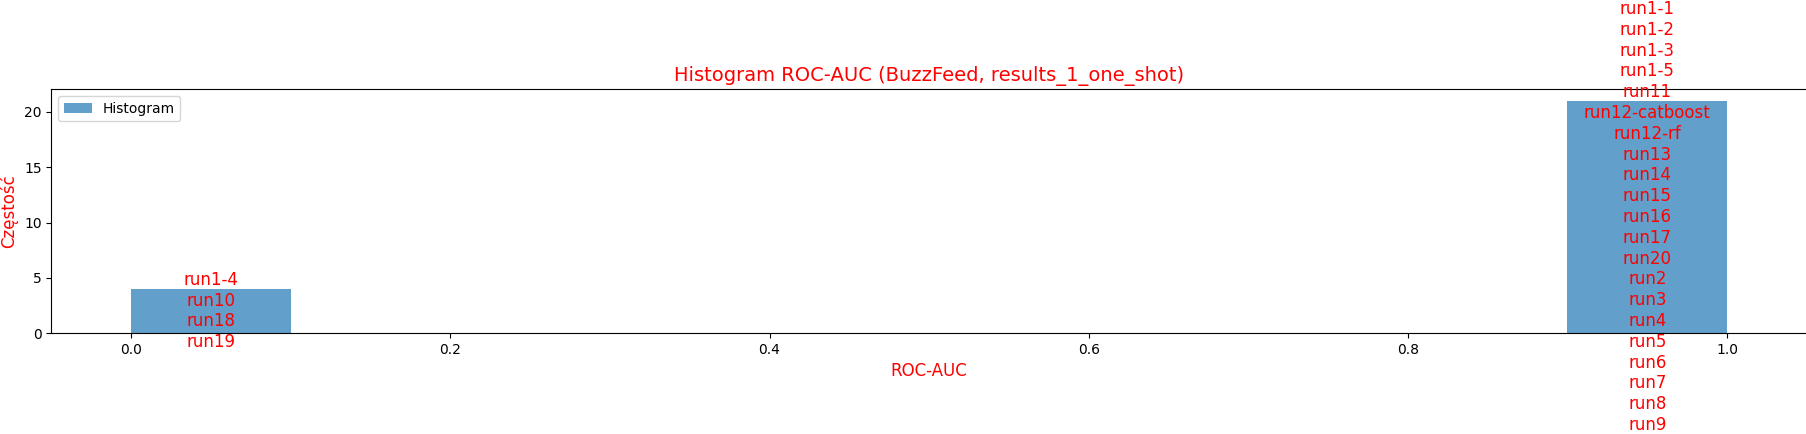 run1-1
run1-2
run1-3
run1-5
run11
run12-catboost
run12-rf
run13
run14
run15
run16
run17
run20
run2
run3
run4
run5
run6
run7
run8
run9
Histogram ROC-AUC (BuzzFeed, results_1_one_shot)
Histogram
20
15
10
5
0
Częstość
run1-4
run10
run18
run19
0.0
0.2
0.4
0.6
0.8
1.0
ROC-AUC